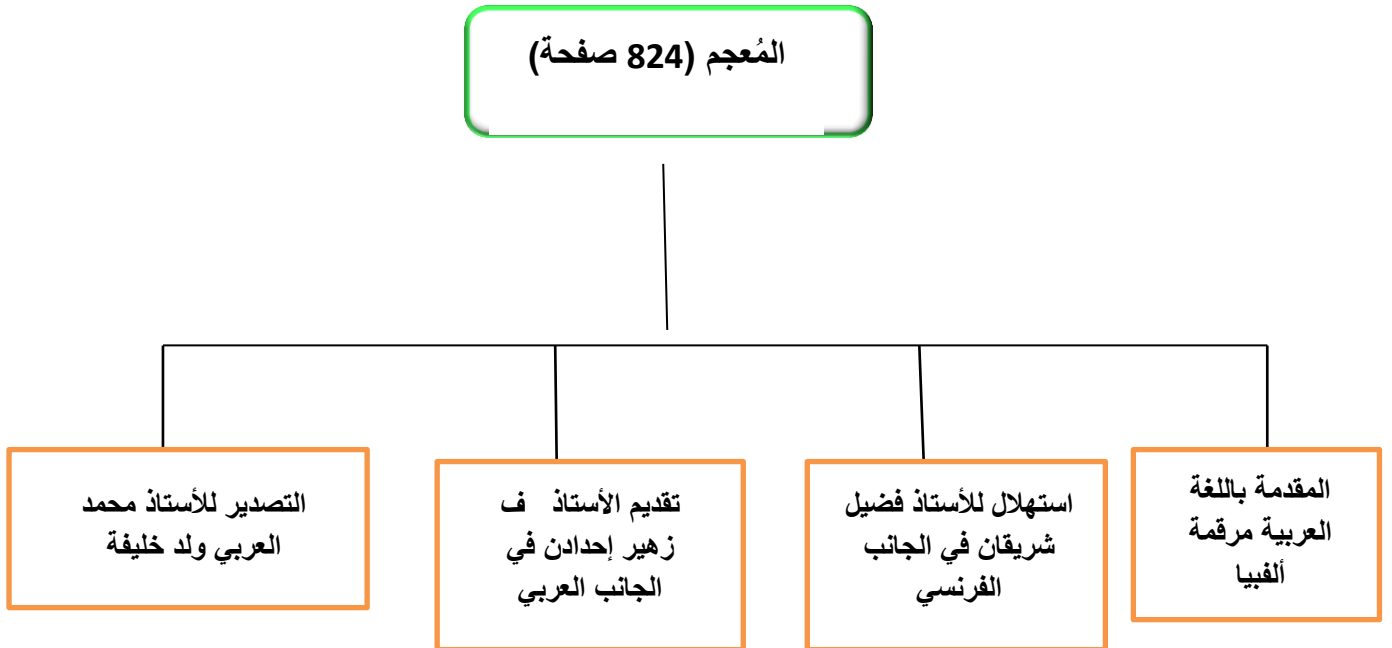 المُعجم (824 صفحة)
المقدمة باللغة
العربية مرقمة
ألفبيا
استهلال للأستاذ فضيل
شريقان في الجانب
الفرنسي
تقديم الأستاذ ف
زهير إحدادن في
الجانب العربي
التصدير للأستاذ محمد
العربي ولد خليفة